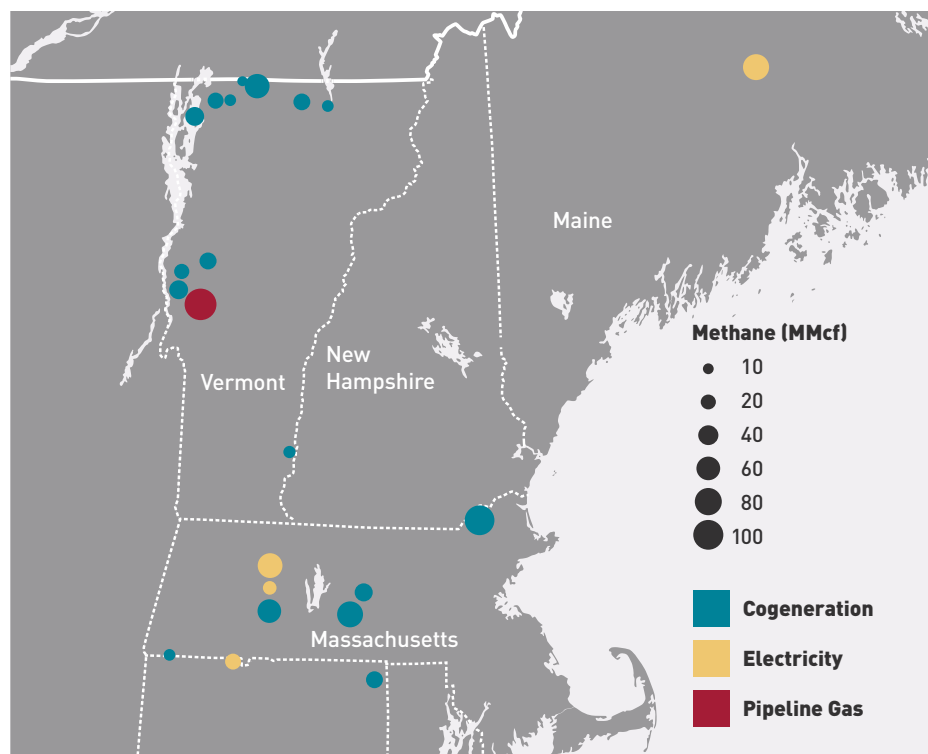 Maine
Methane (MMcf)
10
20
40
60
80
100
New
Hampshire
Vermont
Massachusetts
Cogeneration
Electricity
Pipeline Gas